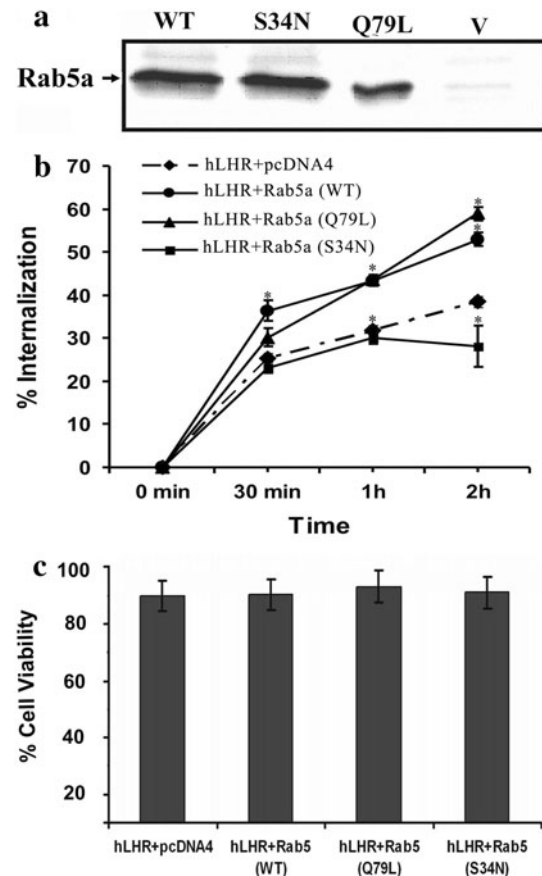 a WT S34N Q79L V
Rab5a
b
hLHR+pcDNA4
hLHR+Rab5a (WT)
hLHR+Rab5a (Q79L)
hLHR+Rab5a (S34N)
70
60
50
40
30
20
10
0
% Internalization
* * * * * *
0 min 30 min 1h 2h
Time
c
100
80
60
40
20
% Cell Viability
hLHR+pcDNA4 hLHR+Rab5 (WT) hLHR+Rab5 (Q79L) hLHR+Rab5 (S34N)